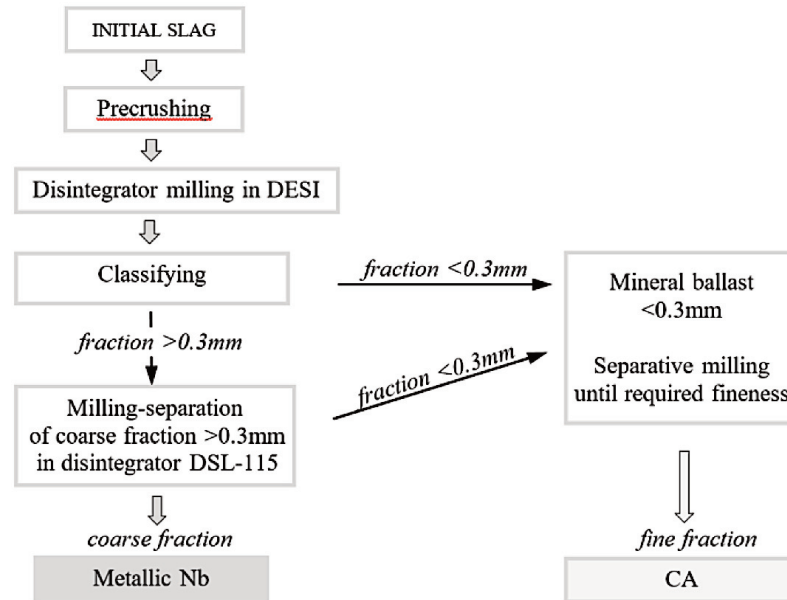 INITIAL SLAG
Precrushing
Disintegrator milling in DESI
Classifying
fraction <0.3mm
Mineral ballast
<0.3mm
Separative milling
until required fineness
fraction >0.3mm
fraction <0.3mm
Milling-separation
of coarse fraction >0.3mm
in disintegrator DSL-115
coarse fraction
fine fraction
Metallic Nb
CA